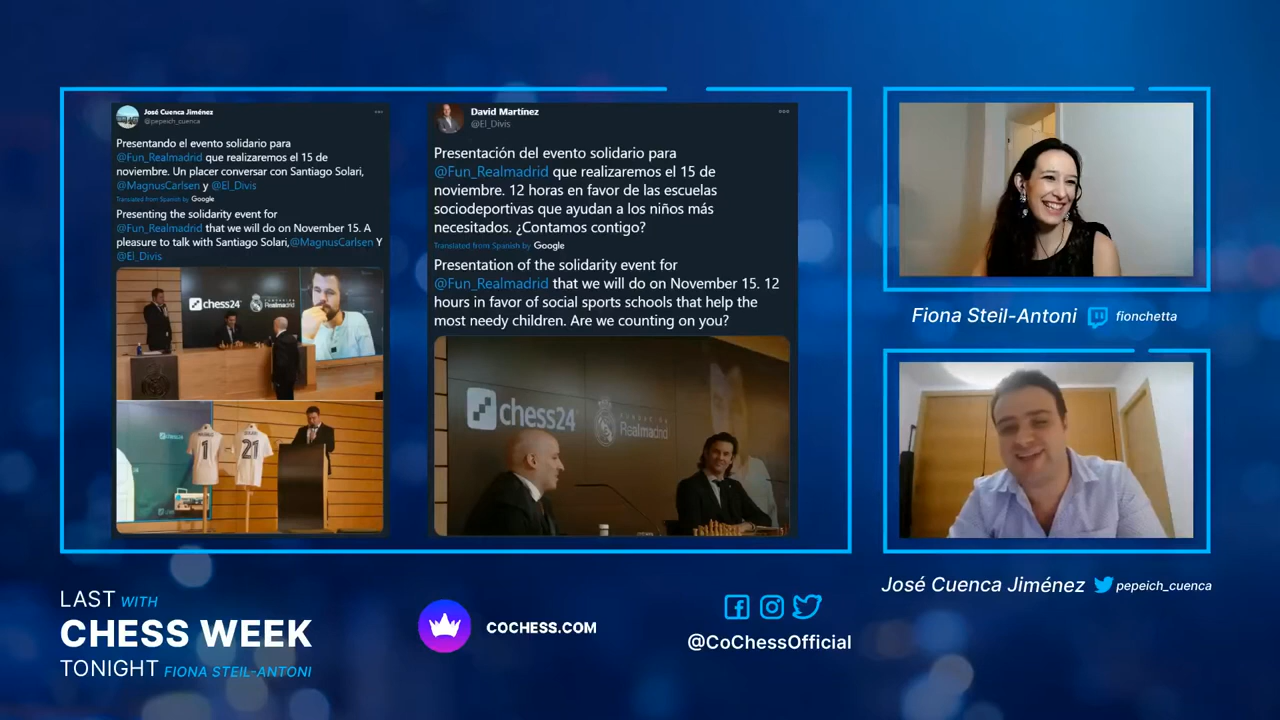 José Cuenca Jiménez
@pepeich_cuenca
Presentando el evento solidario para
@Fun_Realmadrid que realizaremos el 15 de
noviembre. Un placer conversar con Santiago Solari,
@MagnusCarlsen y @El_Divis
Translated from Spanish by Google
Presenting the solidarity event for
@Fun_Realmadrid that we will do on November 15. A
pleasure to talk with Santiago Solari,@MagnusCarlsen Y
@El_Divis
chess24
Realmadrid
1
21
David Martínez
@El_Divis
Presentación del evento solidario para
@Fun_Realmadrid que realizaremos el 15 de
noviembre. 12 horas en favor de las escuelas
sociodeportivas que ayudan a los niños más
necesitados. ¿Contamos contigo?
Translated from Spanish by Google
Presentation of the solidarity event for
@Fun_Realmadrid that we will do on November 15. 12
hours in favor of social sports schools that help the
most needy children. Are we counting on you?
chess24
FUNDACIÓN
Realmadrid
Fiona Steil-Antoni fionchetta
José Cuenca Jiménez pepeich_cuenca
LAST WITH
CHESS WEEK
TONIGHT FIONA STEIL-ANTONI
COCHESS.COM
@CoChessOfficial